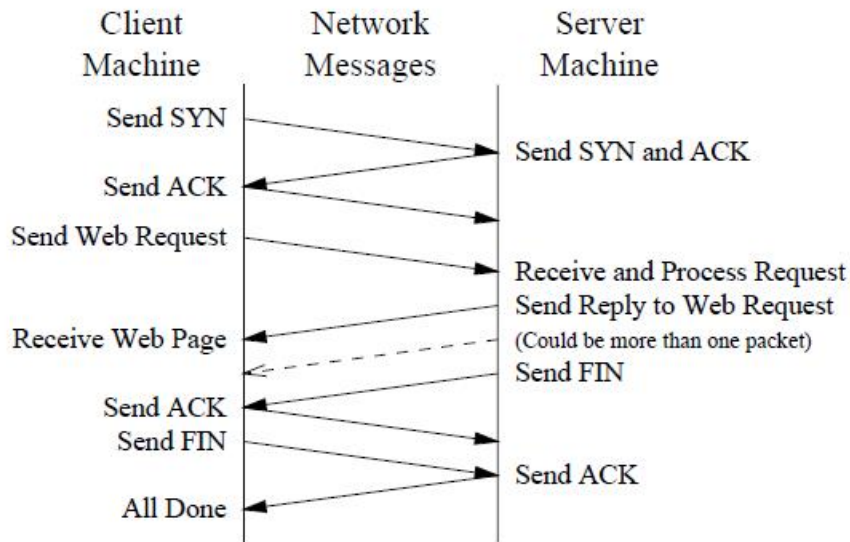 Client Network Server
Machine Messages Machine
Send SYN
Send SYN and ACK
Send ACK
Send Web Request
Receive and Process Request
Send Reply to Web Request
Receive Web Page
(Could be more than one packet)
Send FIN
Send ACK
Send FIN
Send ACK
All Done